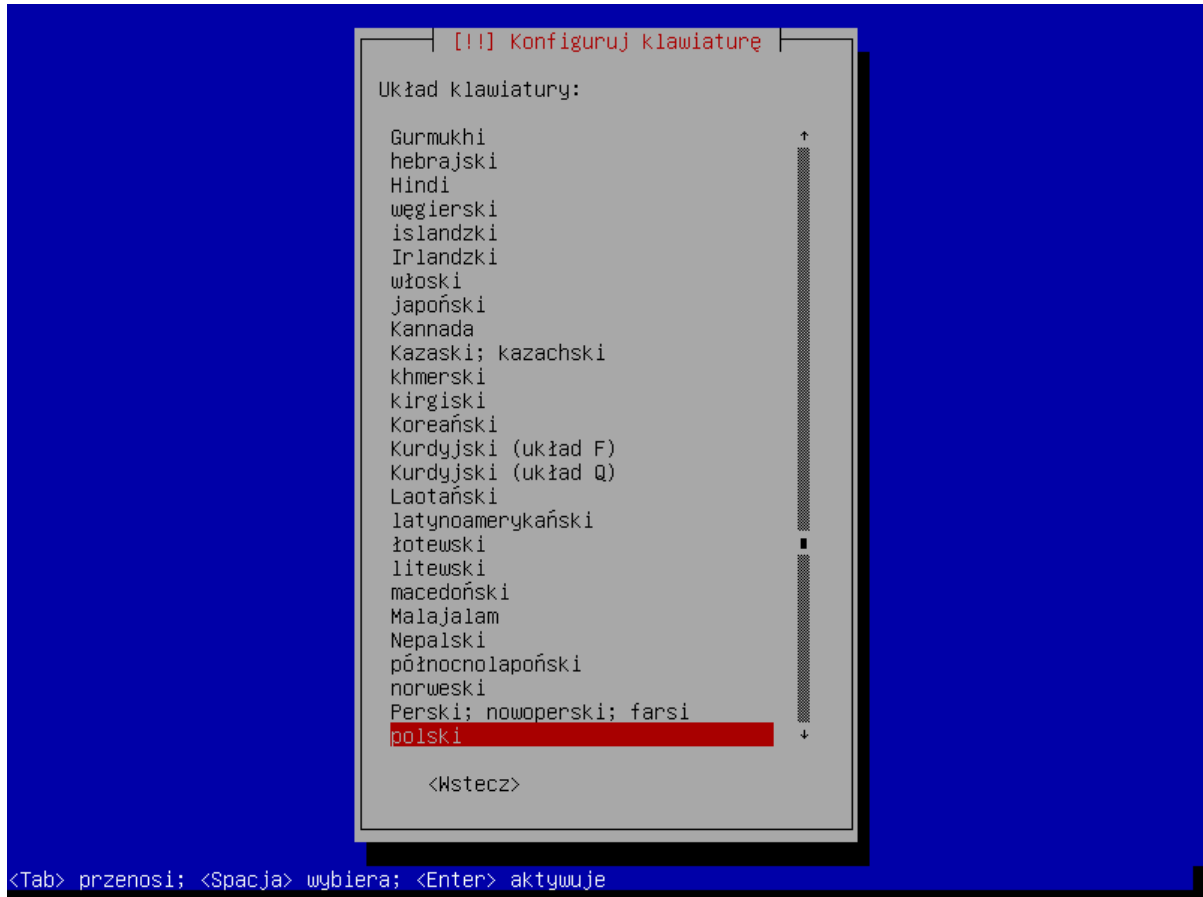 [!!] Konfiguruj klawiaturę
Układ klawiatury:
Gurmukhi
hebrajski
Hindi
węgierski
islandzki
Irlandzki
włoski
japoński
Kannada
Kazaski; kazachski
khmerski
kirgiski
Koreański
Kurdyjski (układ F)
Kurdyjski (układ Q)
Laotański
latynoamerykański
łotewski
litewski
macedoński
Malajalam
Nepalski
północnolapoński
norweski
Perski; nowoperski; farsi
polski
<Wstecz>
<Tab> przenosi; <Spacja> wybiera; <Enter> aktywuje